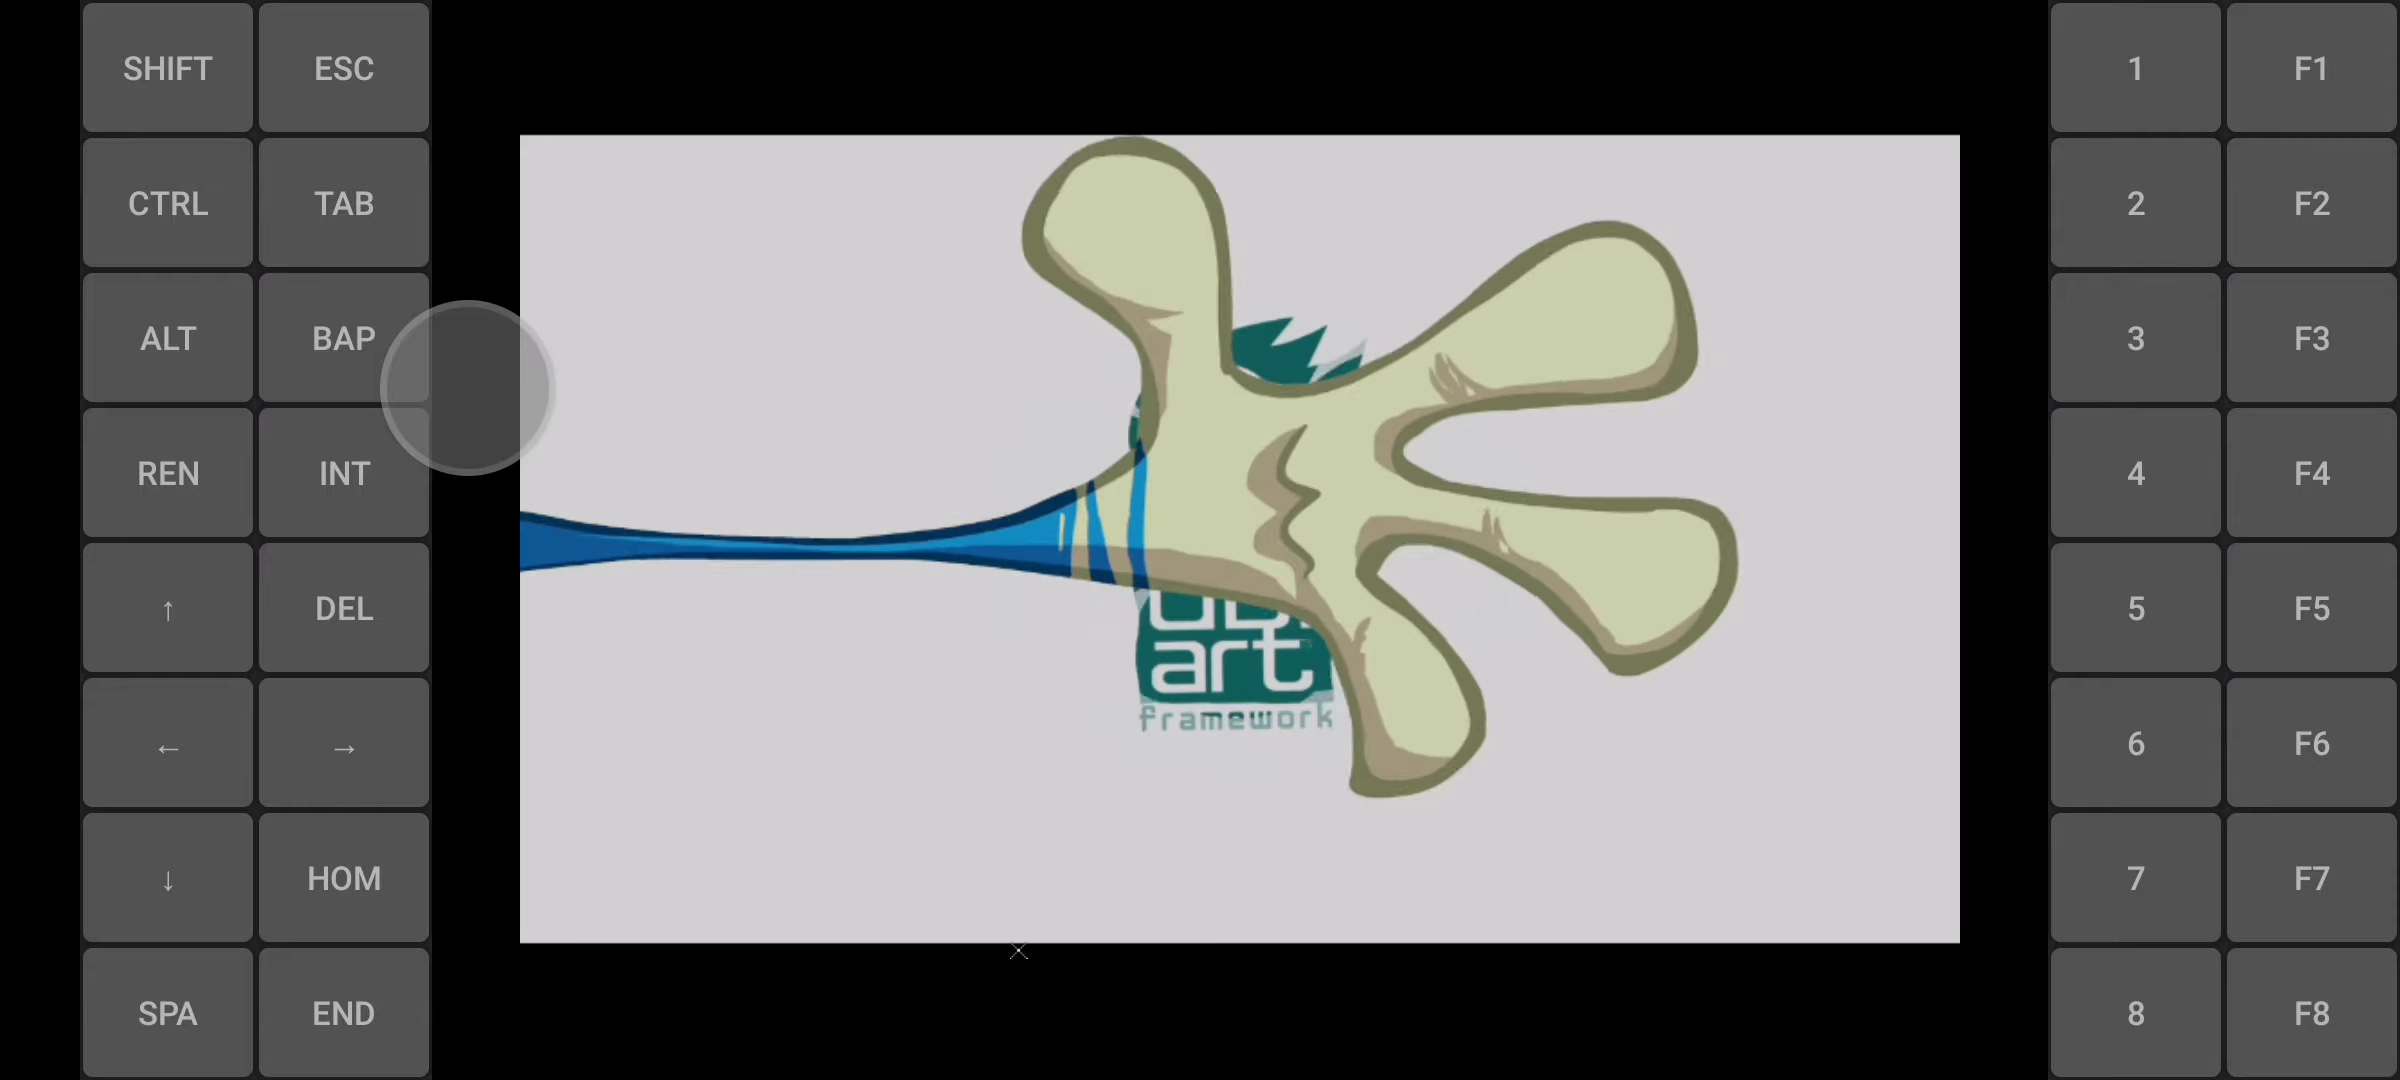 SHIFT ESC 1 F1
CTRL TAB 2 F2
ALT BAP 3 F3
REN INT 4 F4
↑ DEL 5 F5
art
framework
← → 6 F6
↓ HOM 7 F7
SPA END 8 F8